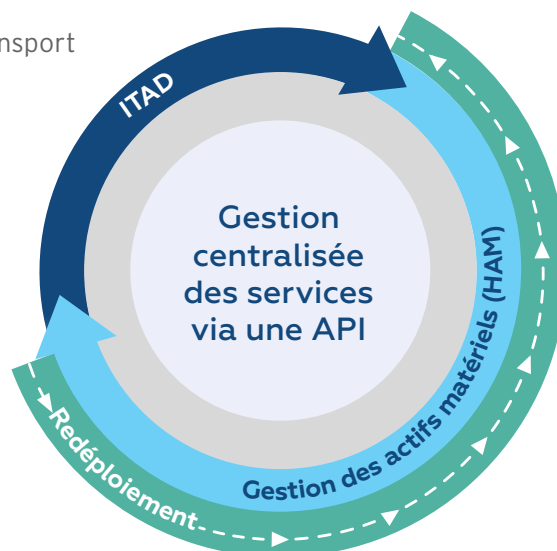 nsport
ITAD
Gestion
centralisée
des services
via une API
Gestion des actifs matériels (HAM)
Redéploiement